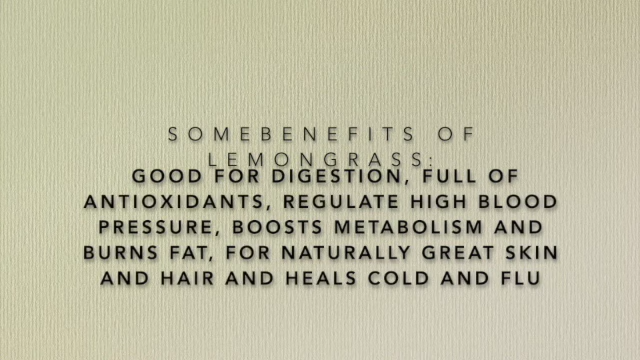 SOMEBENEFITS OF
LEMONGRASS:
GOOD FOR DIGESTION, FULL OF
ANTIOXIDANTS, REGULATE HIGH BLOOD
PRESSURE, BOOSTS METABOLISM AND
BURNS FAT, FOR NATURALLY GREAT SKIN
AND HAIR AND HEALS COLD AND FLU